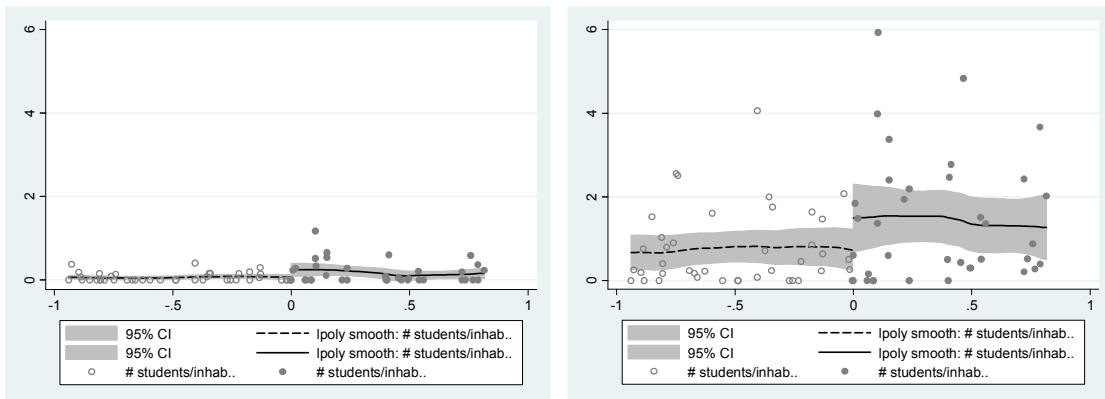 6
4
2
0
-1
-.5
0
.5
1
95% CI
lpoly smooth: # students/inhab..
95% CI
lpoly smooth: # students/inhab..
# students/inhab..
# students/inhab..
6
4
2
0
-1
-.5
0
.5
1
95% CI
lpoly smooth: # students/inhab..
95% CI
lpoly smooth: # students/inhab..
# students/inhab..
# students/inhab..